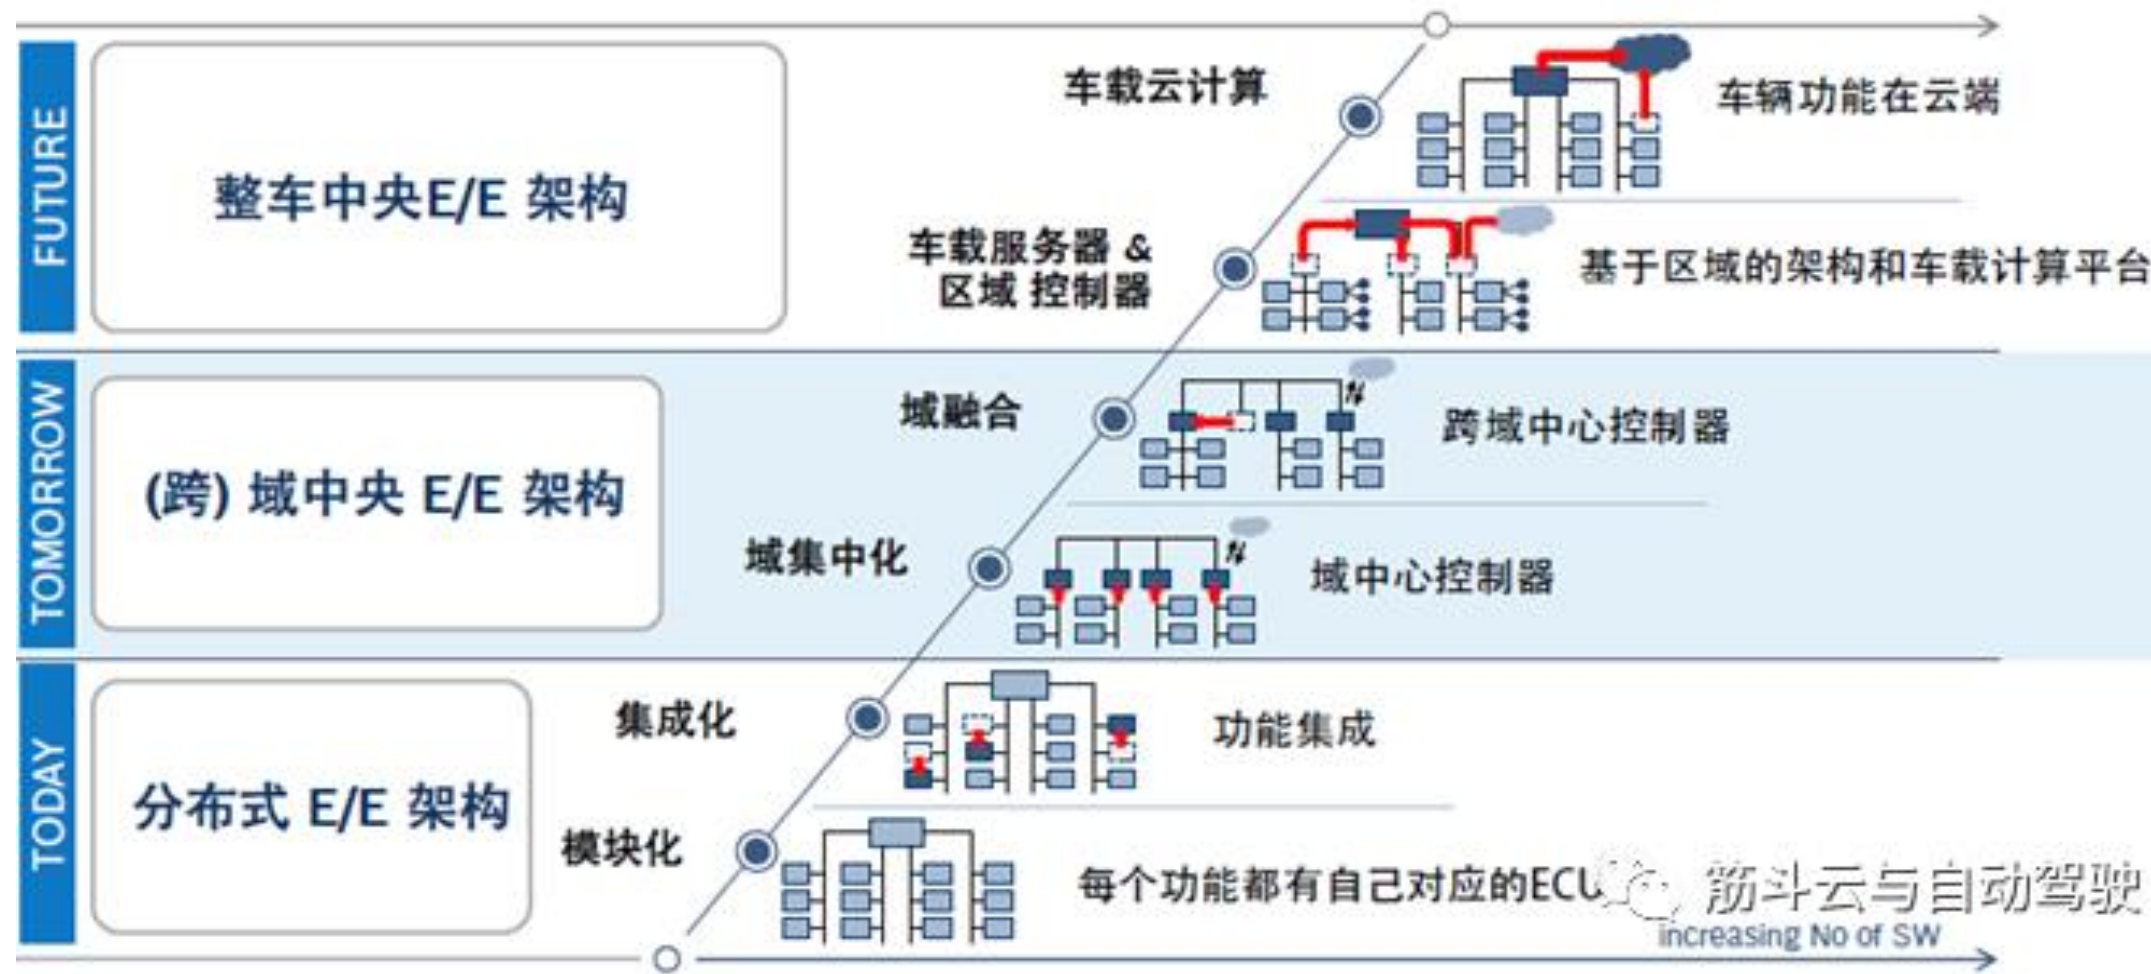 FUTURE
整车中央E/E 架构
车载云计算
车辆功能在云端
车载服务器 &
区域 控制器
基于区域的架构和车载计算平台
TOMORROW
(跨) 域中央 E/E 架构
域融合
跨域中心控制器
域集中化
域中心控制器
TODAY
分布式 E/E 架构
集成化
功能集成
模块化
每个功能都有自己对应的ECU
筋斗云与自动驾驶
increasing No of SW